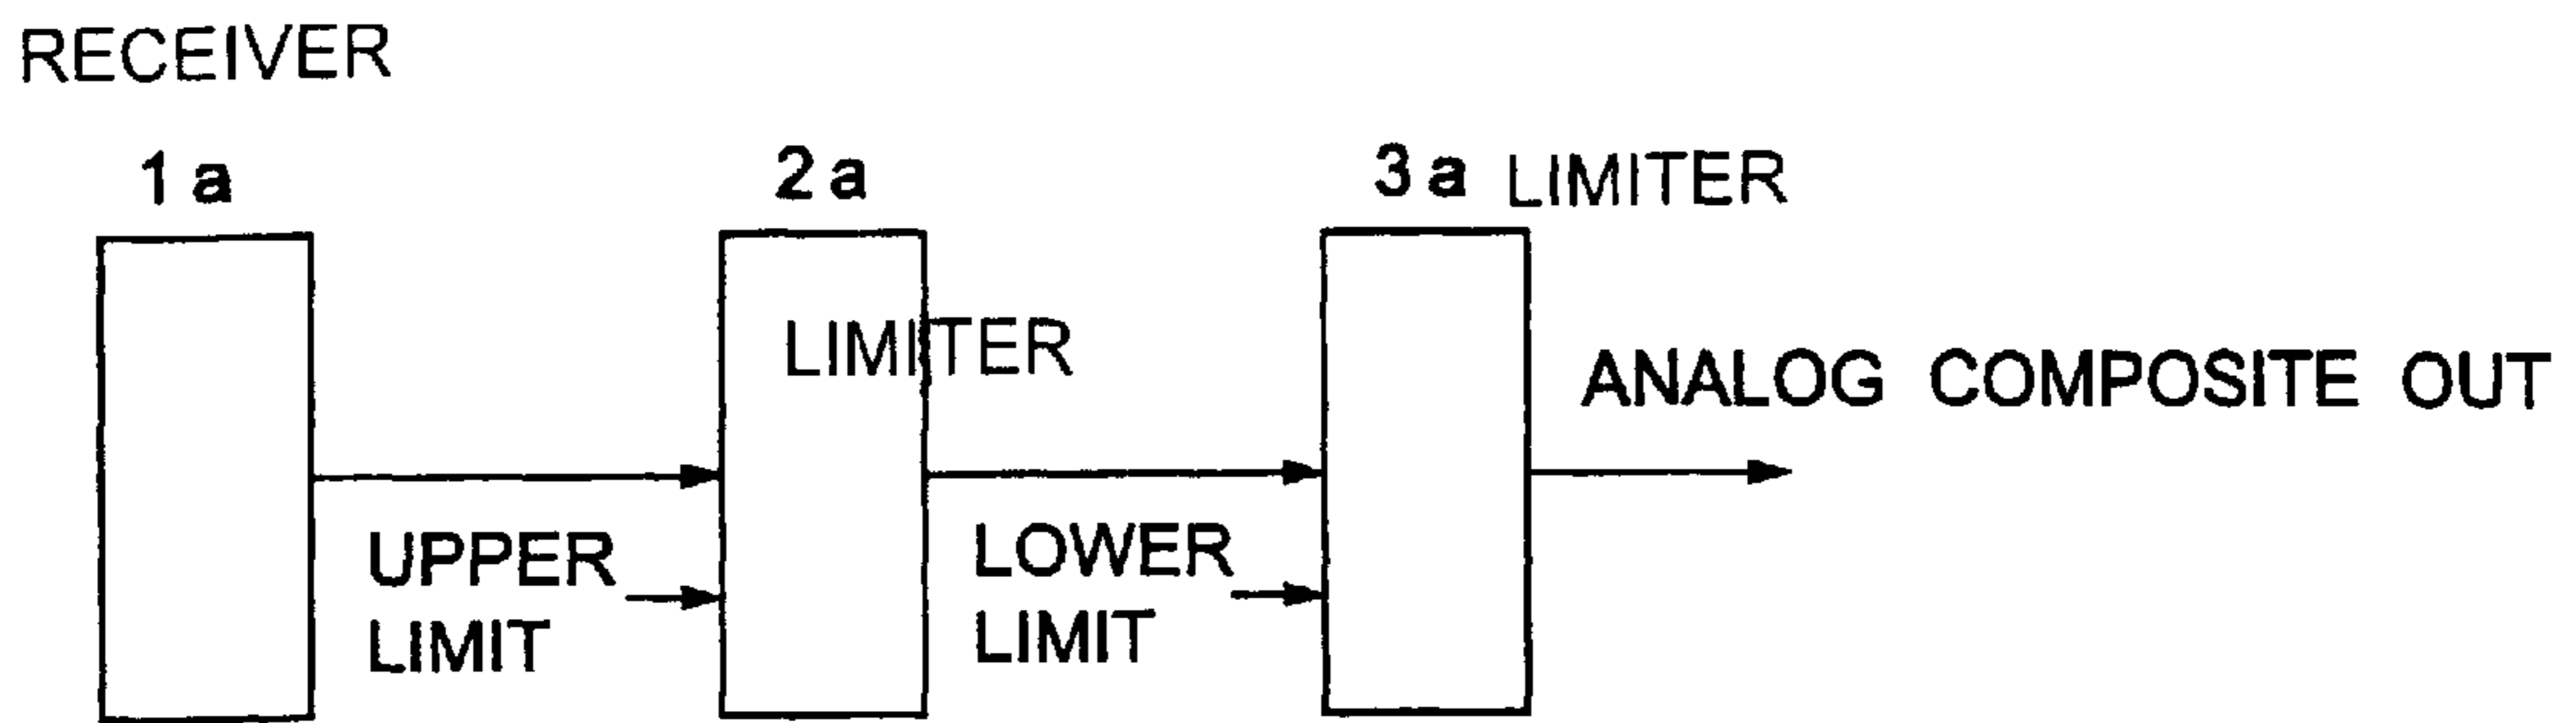 RECEIVER
1a
2a
3a LIMITER
LIMITER
ANALOG COMPOSITE OUT
UPPER
LIMIT
LOWER
LIMIT